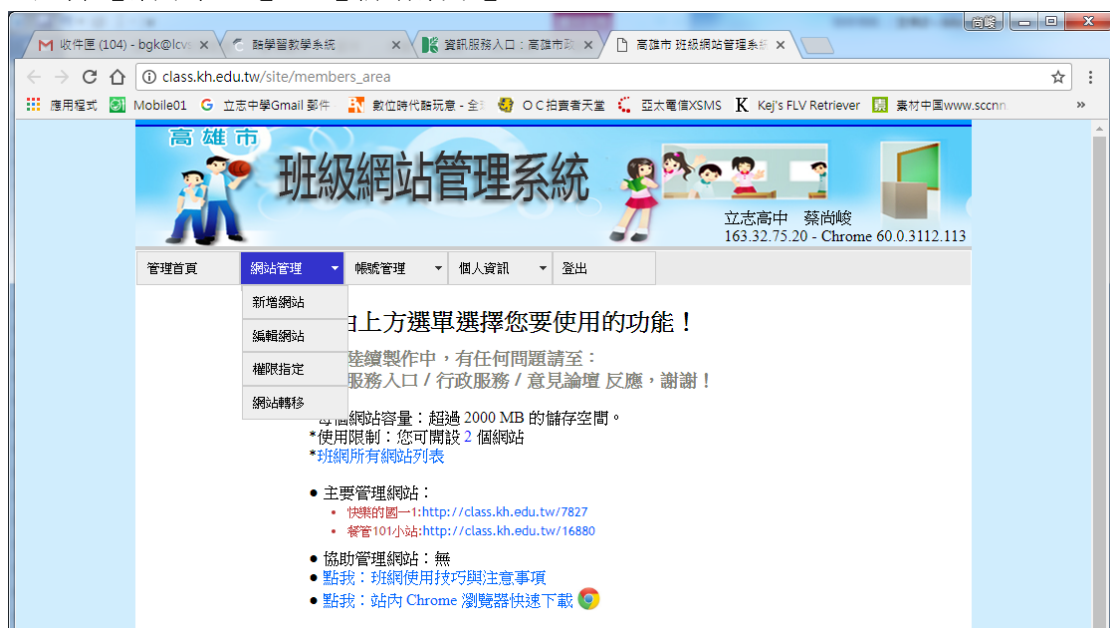 收件匣 (104) - bgk@lcv
酷學習教學系統
資訊服務入口：高雄市政
高雄市 班級網站管理系統
class.kh.edu.tw/site/members_area
應用程式
Mobile01
立志中學Gmail 郵件
數位時代酷玩意 - 全
O C 拍賣者天堂
亞太電信XSMS
Kej's FLV Retriever
素材中国www.sccnn
»
高雄市
班級網站管理系統
立志高中 蔡尚峻
163.32.75.20 - Chrome 60.0.3112.113
管理首頁
網站管理
帳號管理
個人資訊
登出
新增網站
編輯網站
權限指定
網站轉移
上方選單選擇您要使用的功能！
陸續製作中，有任何問題請至：
服務入口 / 行政服務 / 意見論壇 反應，謝謝！
*每個網站容量：超過 2000 MB 的儲存空間。
*使用限制：您可開設 2 個網站
*班網所有網站列表
● 主要管理網站：
• 快樂的國一1:http://class.kh.edu.tw/7827
• 餐管101小站:http://class.kh.edu.tw/16880
● 協助管理網站：無
● 點我：班網使用技巧與注意事項
● 點我：站內 Chrome 瀏覽器快速下載